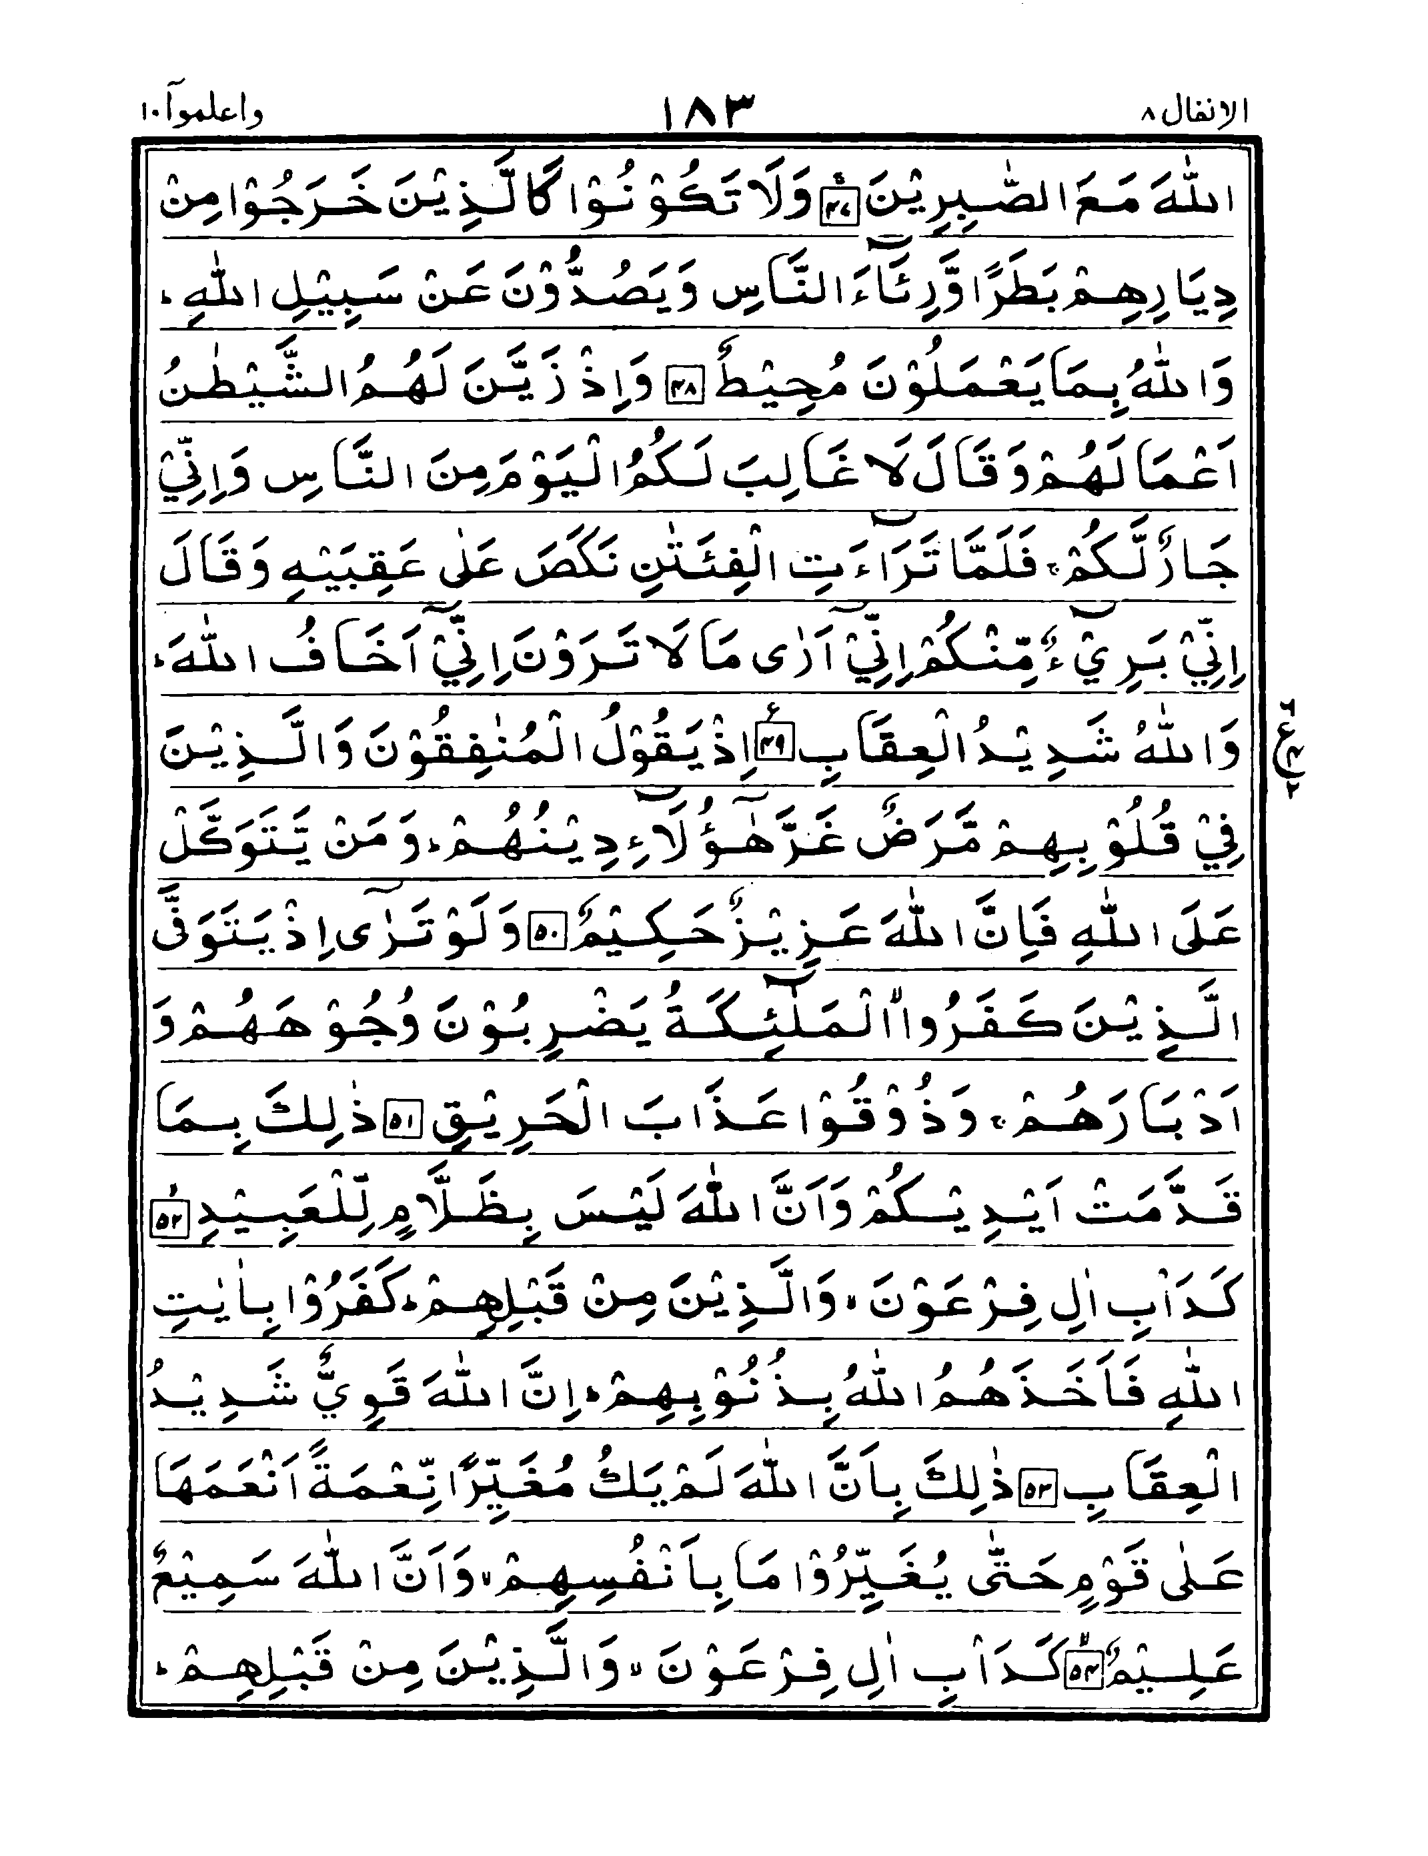 الانفال ٨
١٨٣
واعلموآ ١٠
اللّٰهَ مَعَ الصّٰبِرِيْنَ ۚ ٤٧ وَلَا تَكُوْنُوْا كَالَّذِيْنَ خَرَجُوْا مِنْ
دِيَارِهِمْ بَطَرًا وَّرِئَآءَ النَّاسِ وَيَصُدُّوْنَ عَنْ سَبِيْلِ اللّٰهِ ؕ
وَاللّٰهُ بِمَا يَعْمَلُوْنَ مُحِيْطٌ ٤٨ وَاِذْ زَيَّنَ لَهُمُ الشَّيْطٰنُ
اَعْمَالَهُمْ وَقَالَ لَا غَالِبَ لَكُمُ الْيَوْمَ مِنَ النَّاسِ وَاِنِّيْ
جَارٌ لَّكُمْ ۚ فَلَمَّا تَرَآءَتِ الْفِئَتٰنِ نَكَصَ عَلٰى عَقِبَيْهِ وَقَالَ
اِنِّيْ بَرِيْٓءٌ مِّنْكُمْ اِنِّيْٓ اَرٰى مَا لَا تَرَوْنَ اِنِّيْٓ اَخَافُ اللّٰهَ ؕ
وَاللّٰهُ شَدِيْدُ الْعِقَابِ ٤٩ ع اِذْ يَقُوْلُ الْمُنٰفِقُوْنَ وَالَّذِيْنَ
فِيْ قُلُوْبِهِمْ مَّرَضٌ غَرَّ هٰٓؤُلَآءِ دِيْنُهُمْ ؕ وَمَنْ يَّتَوَكَّلْ
عَلَى اللّٰهِ فَاِنَّ اللّٰهَ عَزِيْزٌ حَكِيْمٌ ٥٠ وَلَوْ تَرٰٓى اِذْ يَتَوَفَّى
الَّذِيْنَ كَفَرُوا ۙ الْمَلٰٓئِكَةُ يَضْرِبُوْنَ وُجُوْهَهُمْ وَ
اَدْبَارَهُمْ ۚ وَذُوْقُوْا عَذَابَ الْحَرِيْقِ ٥١ ذٰلِكَ بِمَا
قَدَّمَتْ اَيْدِيْكُمْ وَاَنَّ اللّٰهَ لَيْسَ بِظَلَّامٍ لِّلْعَبِيْدِ ۙ ٥٢
كَدَاْبِ اٰلِ فِرْعَوْنَ ۙ وَالَّذِيْنَ مِنْ قَبْلِهِمْ ؕ كَفَرُوْا بِاٰيٰتِ
اللّٰهِ فَاَخَذَهُمُ اللّٰهُ بِذُنُوْبِهِمْ ؕ اِنَّ اللّٰهَ قَوِيٌّ شَدِيْدُ
الْعِقَابِ ٥٣ ذٰلِكَ بِاَنَّ اللّٰهَ لَمْ يَكُ مُغَيِّرًا نِّعْمَةً اَنْعَمَهَا
عَلٰى قَوْمٍ حَتّٰى يُغَيِّرُوْا مَا بِاَنْفُسِهِمْ ۙ وَاَنَّ اللّٰهَ سَمِيْعٌ
عَلِيْمٌ ۙ ٥٤ كَدَاْبِ اٰلِ فِرْعَوْنَ ۙ وَالَّذِيْنَ مِنْ قَبْلِهِمْ ؕ